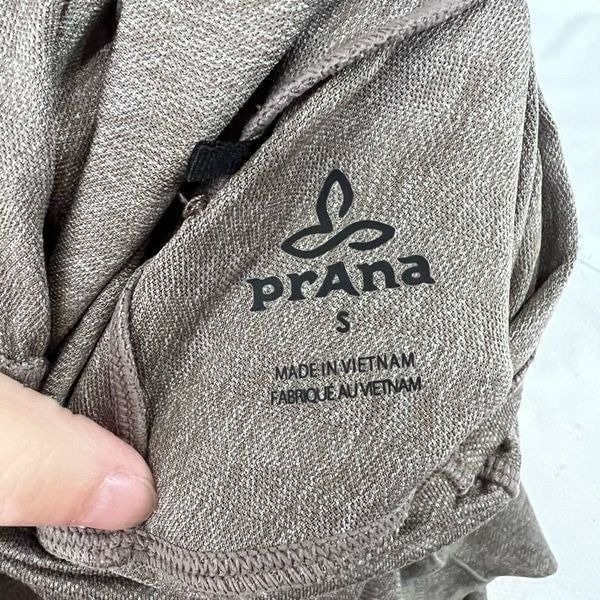 prAna
S
MADE IN VIETNAM
FABRIQUÉ AU VIETNAM